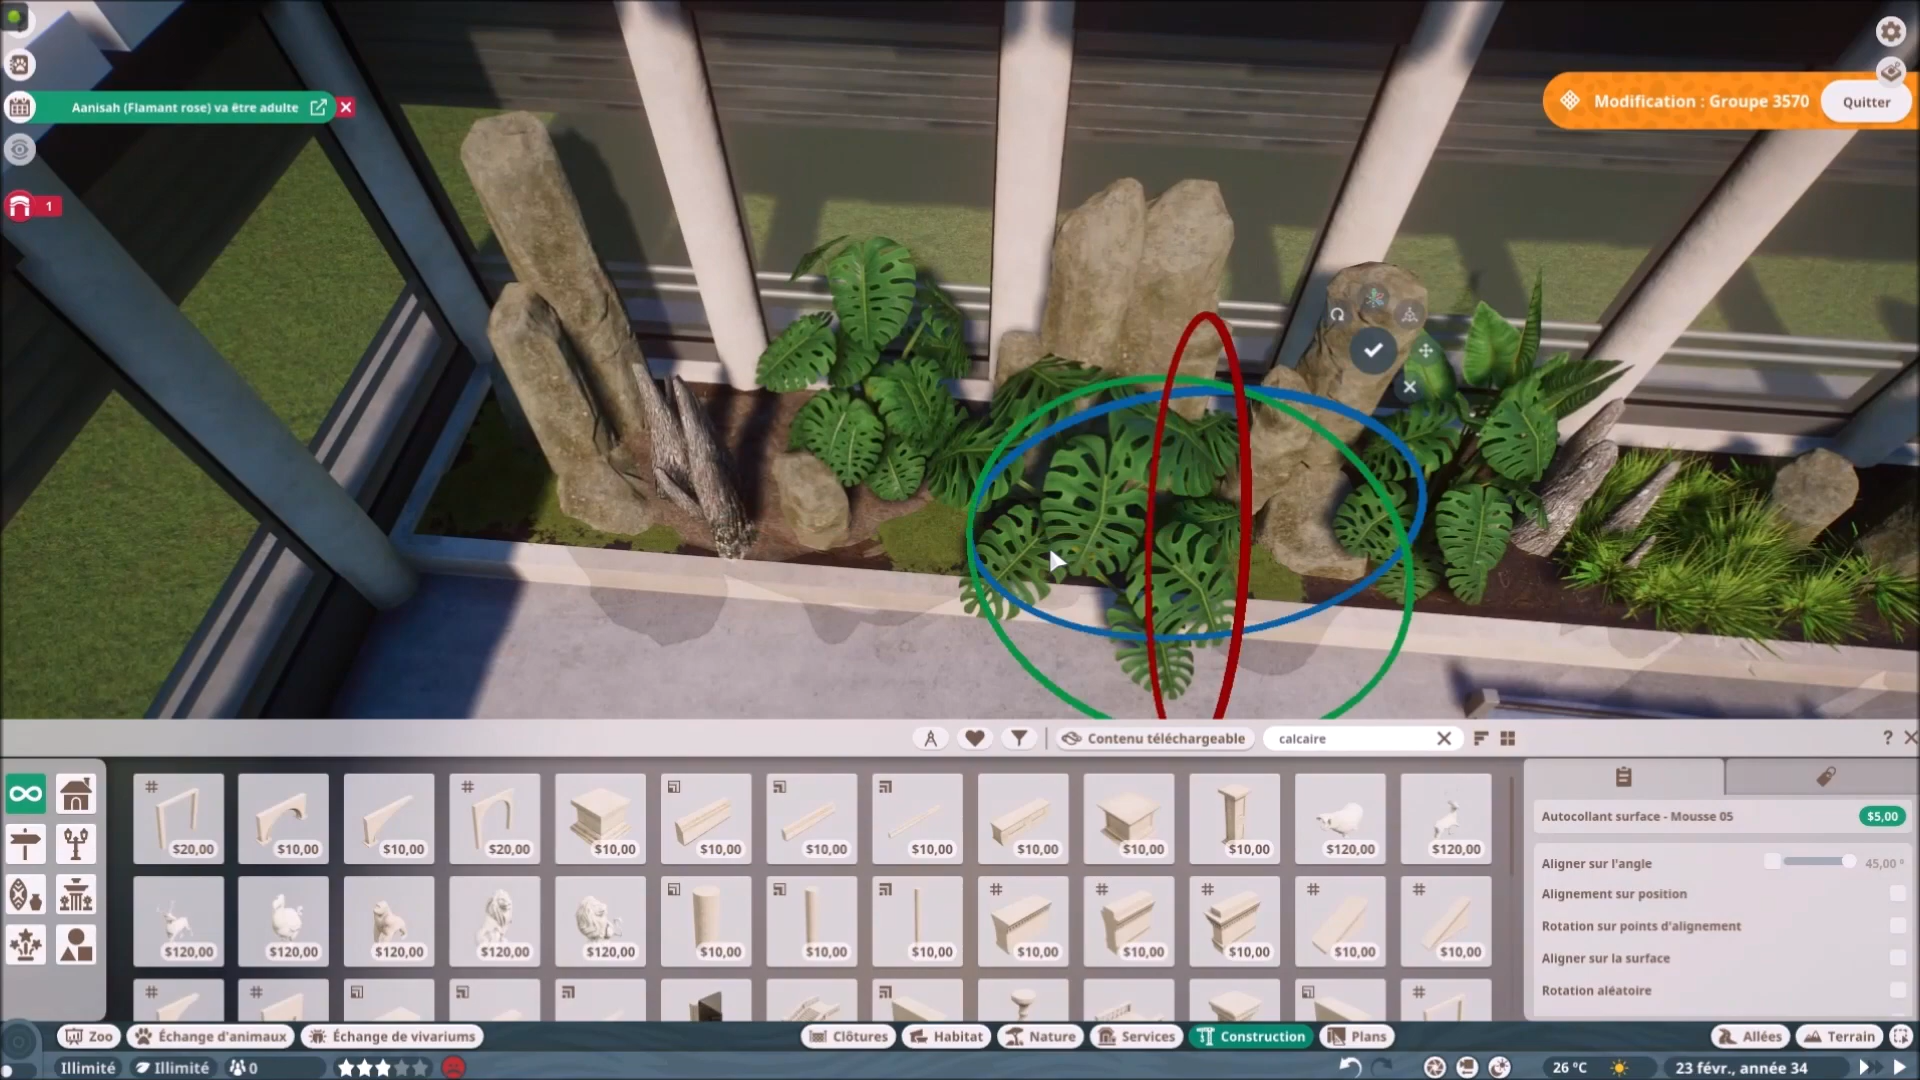 Aanisah (Flamant rose) va être adulte
1
Modification : Groupe 3570
Quitter
Contenu téléchargeable
calcaire
?
$20,00 $10,00 $10,00 $20,00 $10,00 $10,00 $10,00 $10,00 $10,00 $10,00 $10,00 $120,00 $120,00
$120,00 $120,00 $120,00 $120,00 $120,00 $10,00 $10,00 $10,00 $10,00 $10,00 $10,00 $10,00 $10,00
Autocollant surface - Mousse 05 $5,00
Aligner sur l'angle 45,00 °
Alignement sur position
Rotation sur points d'alignement
Aligner sur la surface
Rotation aléatoire
Zoo Échange d'animaux Échange de vivariums Clôtures Habitat Nature Services Construction Plans Allées Terrain
Illimité Illimité 0 26 °C 23 févr., année 34